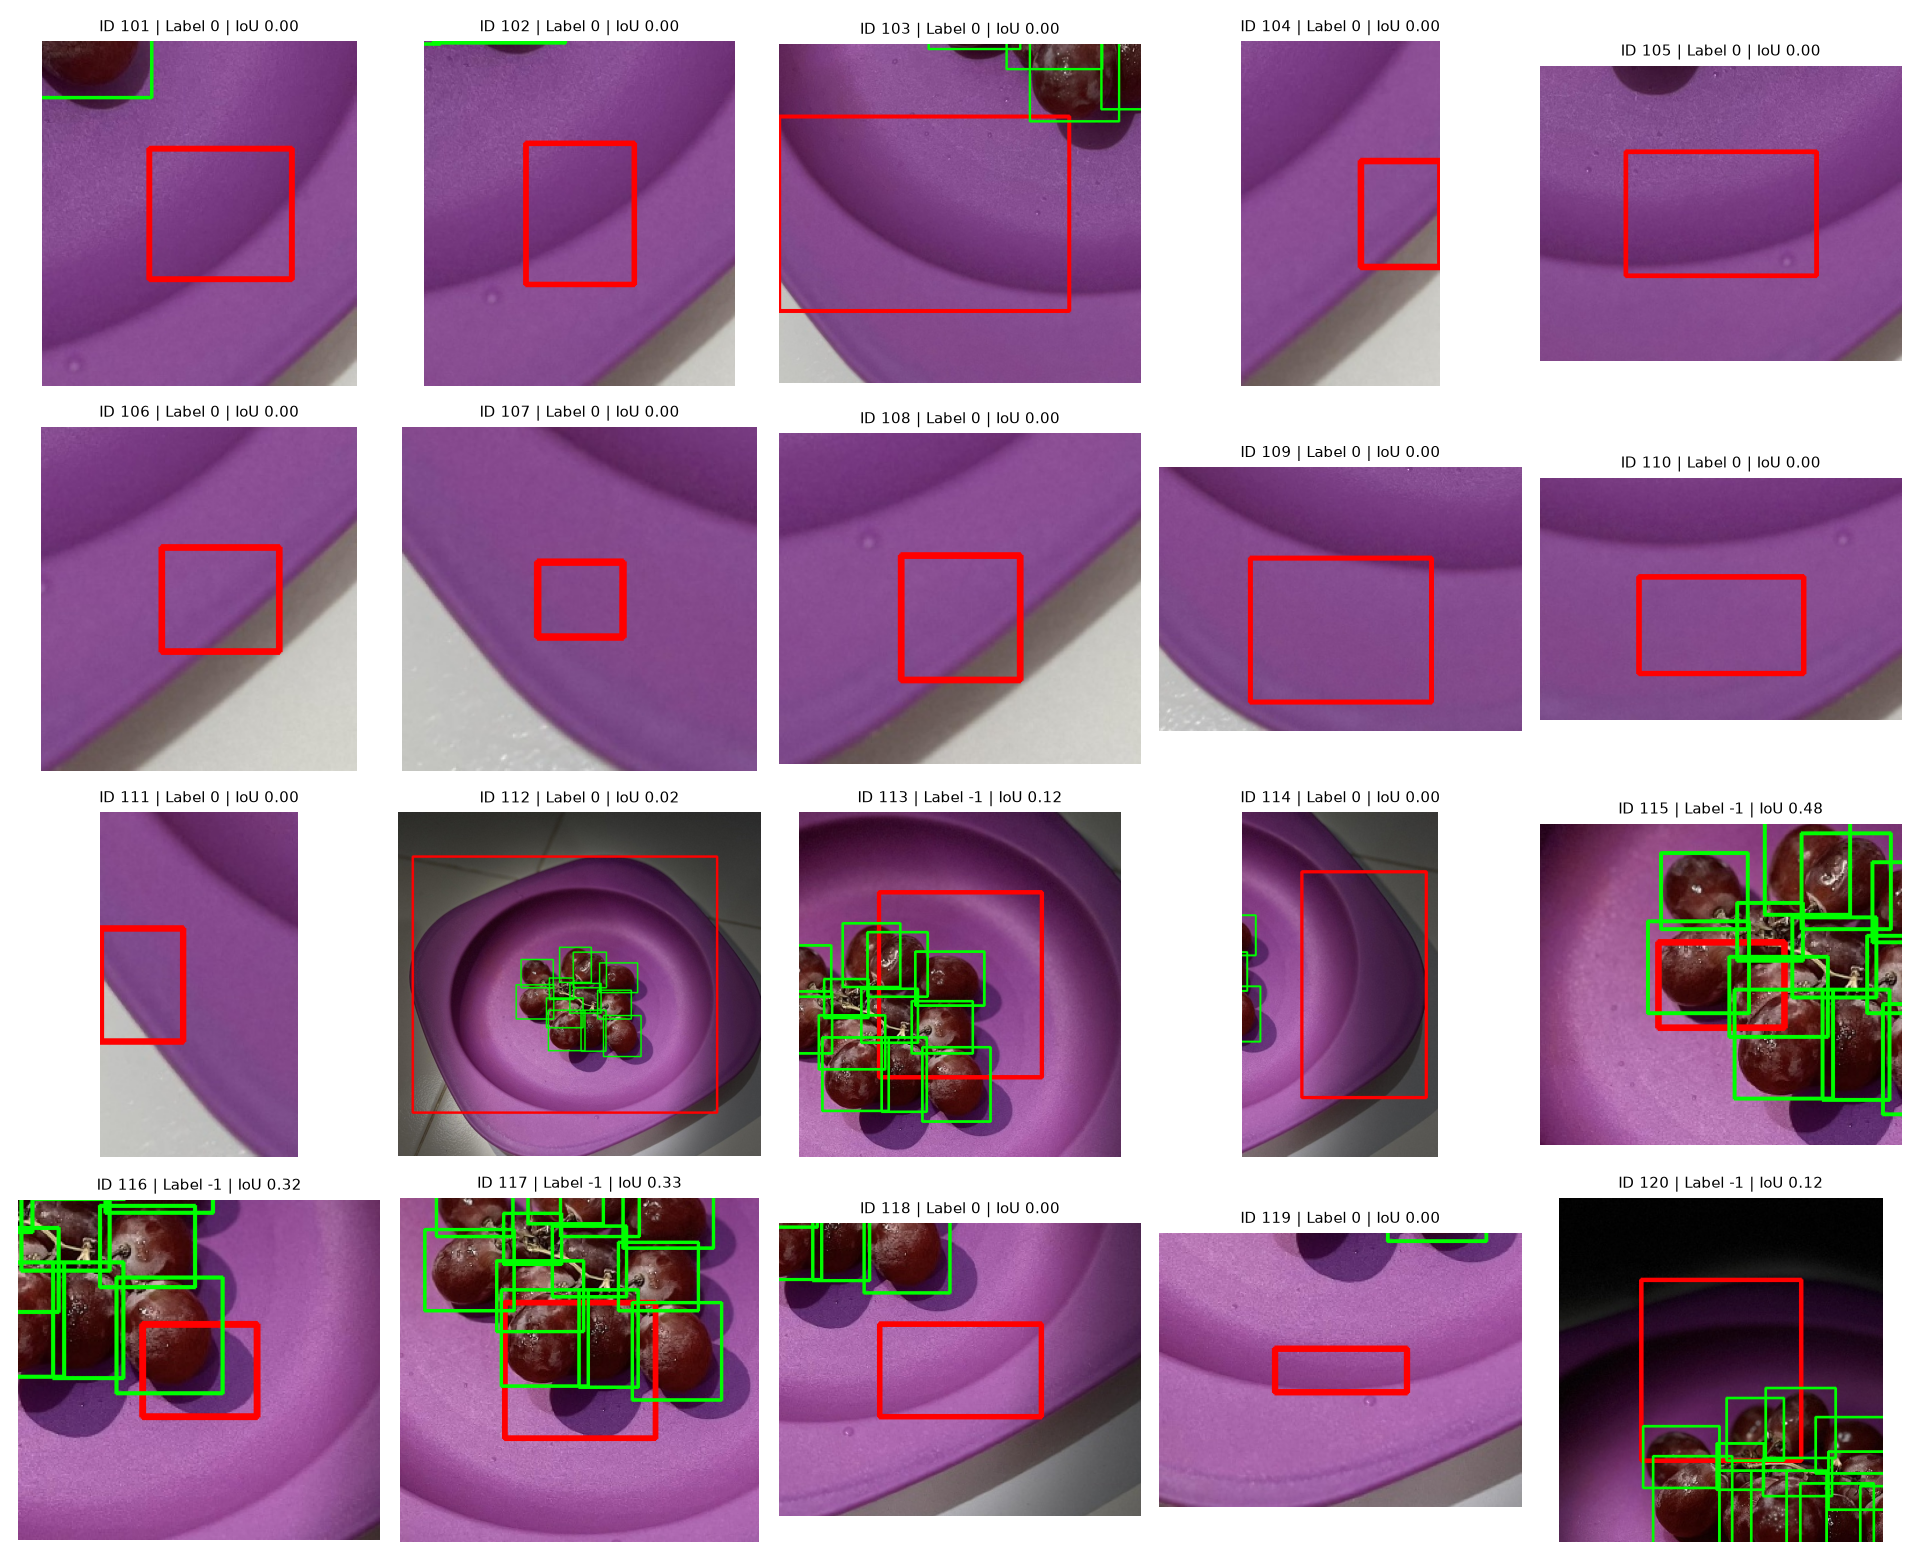 ID 101 | Label 0 | IoU 0.00
ID 102 | Label 0 | IoU 0.00
ID 103 | Label 0 | IoU 0.00
ID 104 | Label 0 | IoU 0.00
ID 105 | Label 0 | IoU 0.00
ID 106 | Label 0 | IoU 0.00
ID 107 | Label 0 | IoU 0.00
ID 108 | Label 0 | IoU 0.00
ID 109 | Label 0 | IoU 0.00
ID 110 | Label 0 | IoU 0.00
ID 111 | Label 0 | IoU 0.00
ID 112 | Label 0 | IoU 0.02
ID 113 | Label -1 | IoU 0.12
ID 114 | Label 0 | IoU 0.00
ID 115 | Label -1 | IoU 0.48
ID 116 | Label -1 | IoU 0.32
ID 117 | Label -1 | IoU 0.33
ID 118 | Label 0 | IoU 0.00
ID 119 | Label 0 | IoU 0.00
ID 120 | Label -1 | IoU 0.12